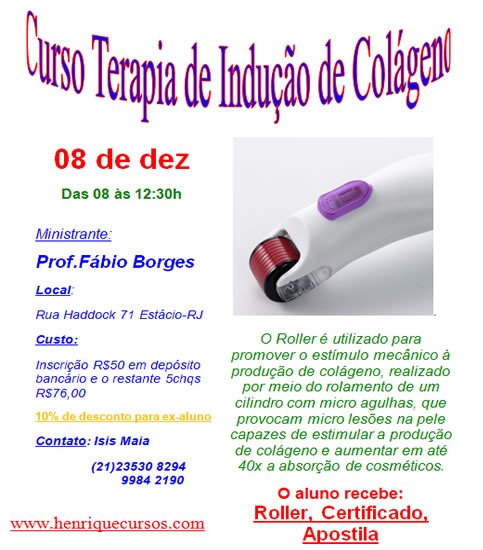 Curso Terapia de Indução de Colágeno
08 de dez
Das 08 às 12:30h
Ministrante:
Prof.Fábio Borges
Local:
Rua Haddock 71 Estácio-RJ
Custo:
Inscrição R$50 em depósito
bancário e o restante 5chqs
R$76,00
10% de desconto para ex-aluno
Contato: Isis Maia
(21)23530 8294
9984 2190
www.henriquecursos.com
O Roller é utilizado para
promover o estímulo mecânico à
produção de colágeno, realizado
por meio do rolamento de um
cilindro com micro agulhas, que
provocam micro lesões na pele
capazes de estimular a produção
de colágeno e aumentar em até
40x a absorção de cosméticos.
O aluno recebe:
Roller, Certificado,
Apostila